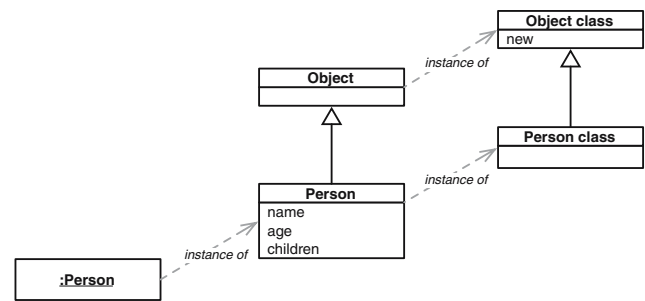 Object class
new
instance of
Object
Person class
instance of
Person
name
age
children
instance of
:Person